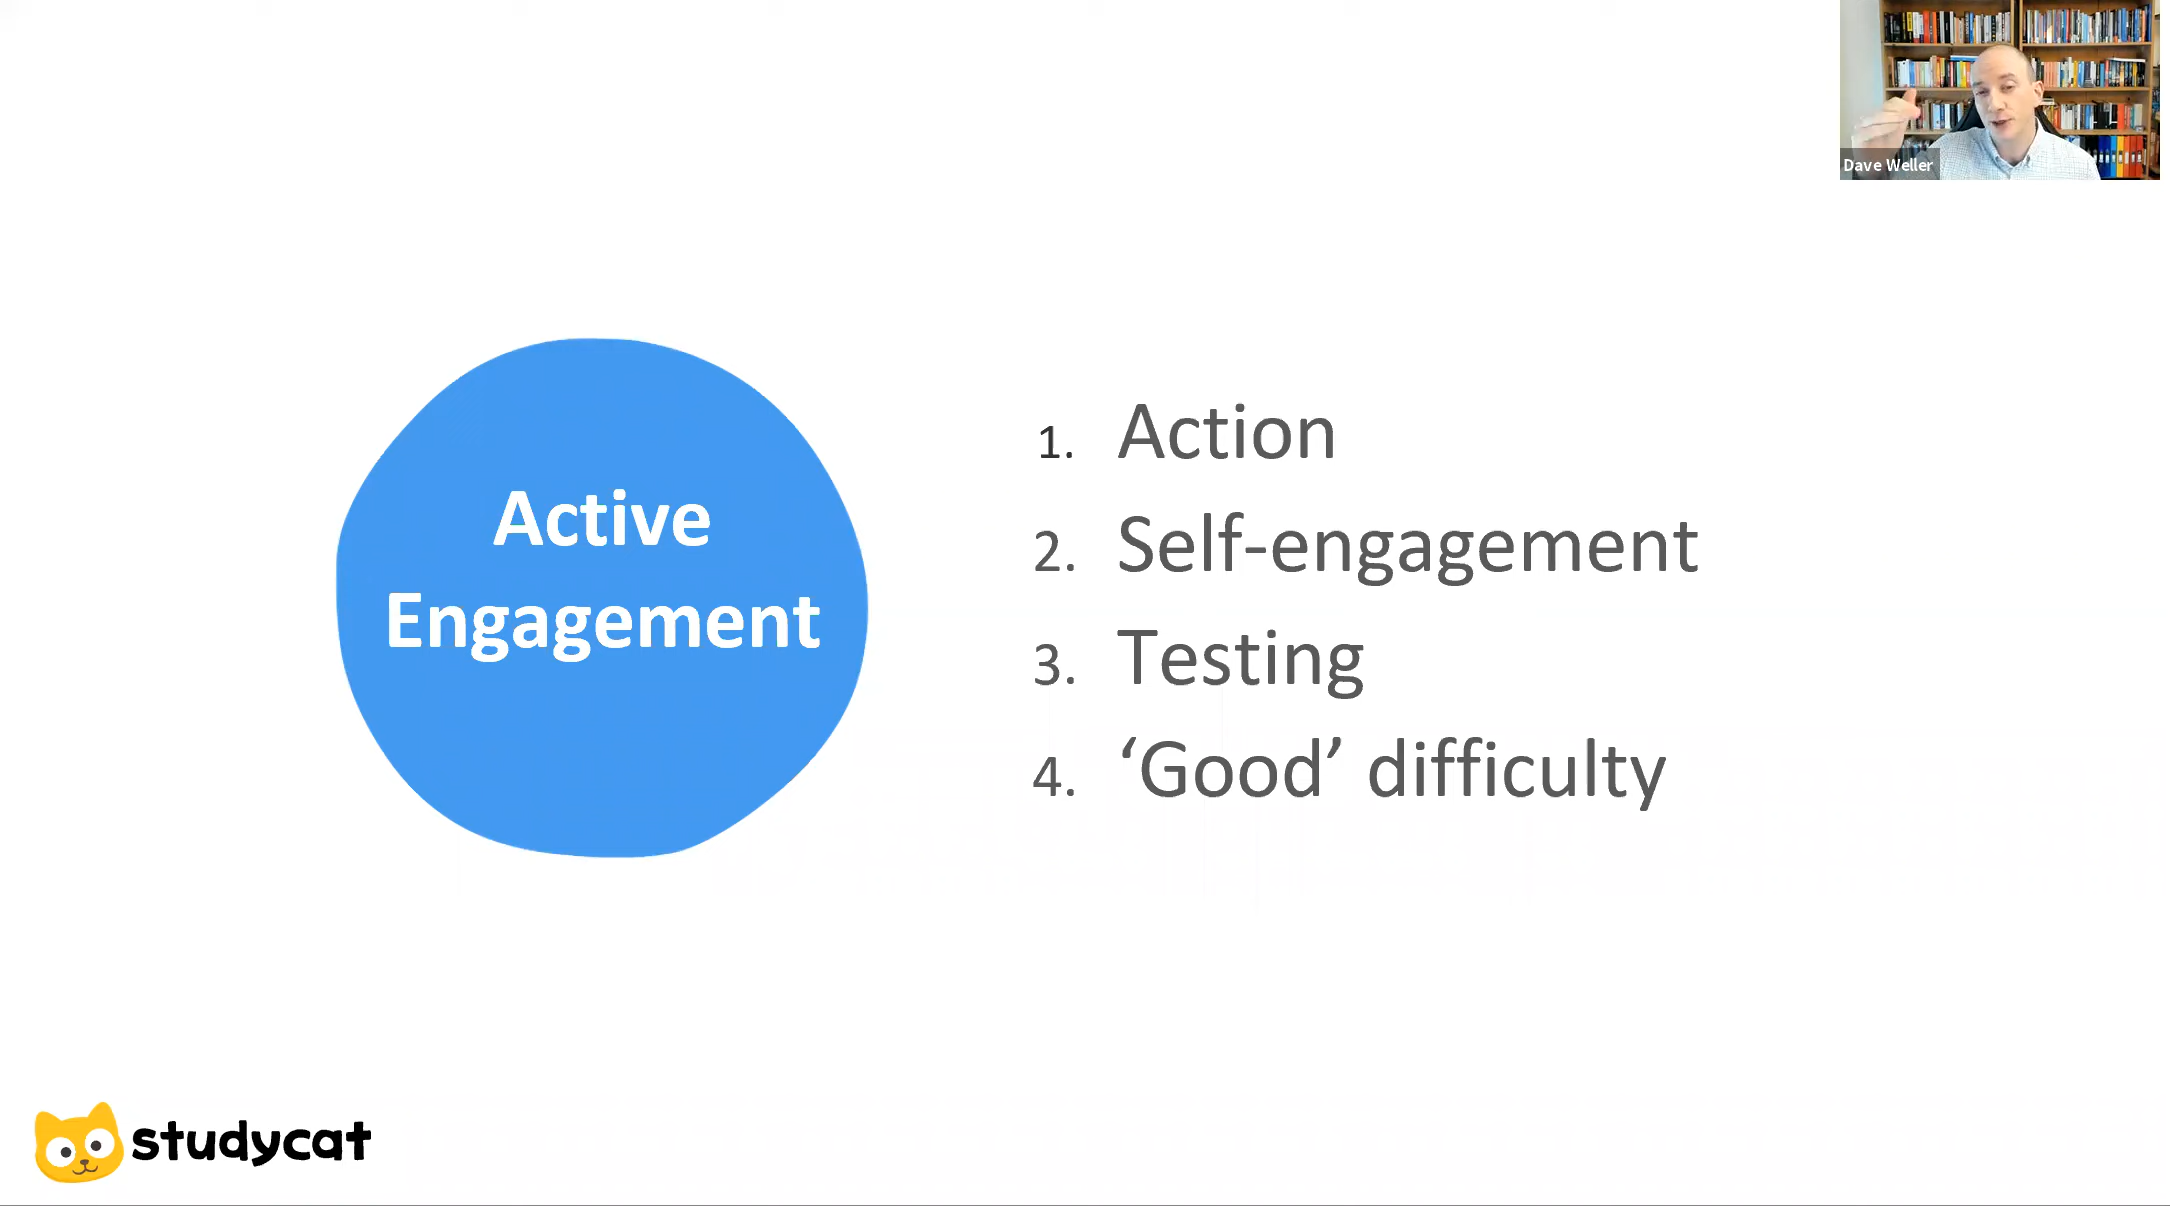 Dave Weller
Active
Engagement
1. Action
2. Self-engagement
3. Testing
4. ‘Good’ difficulty
studycat